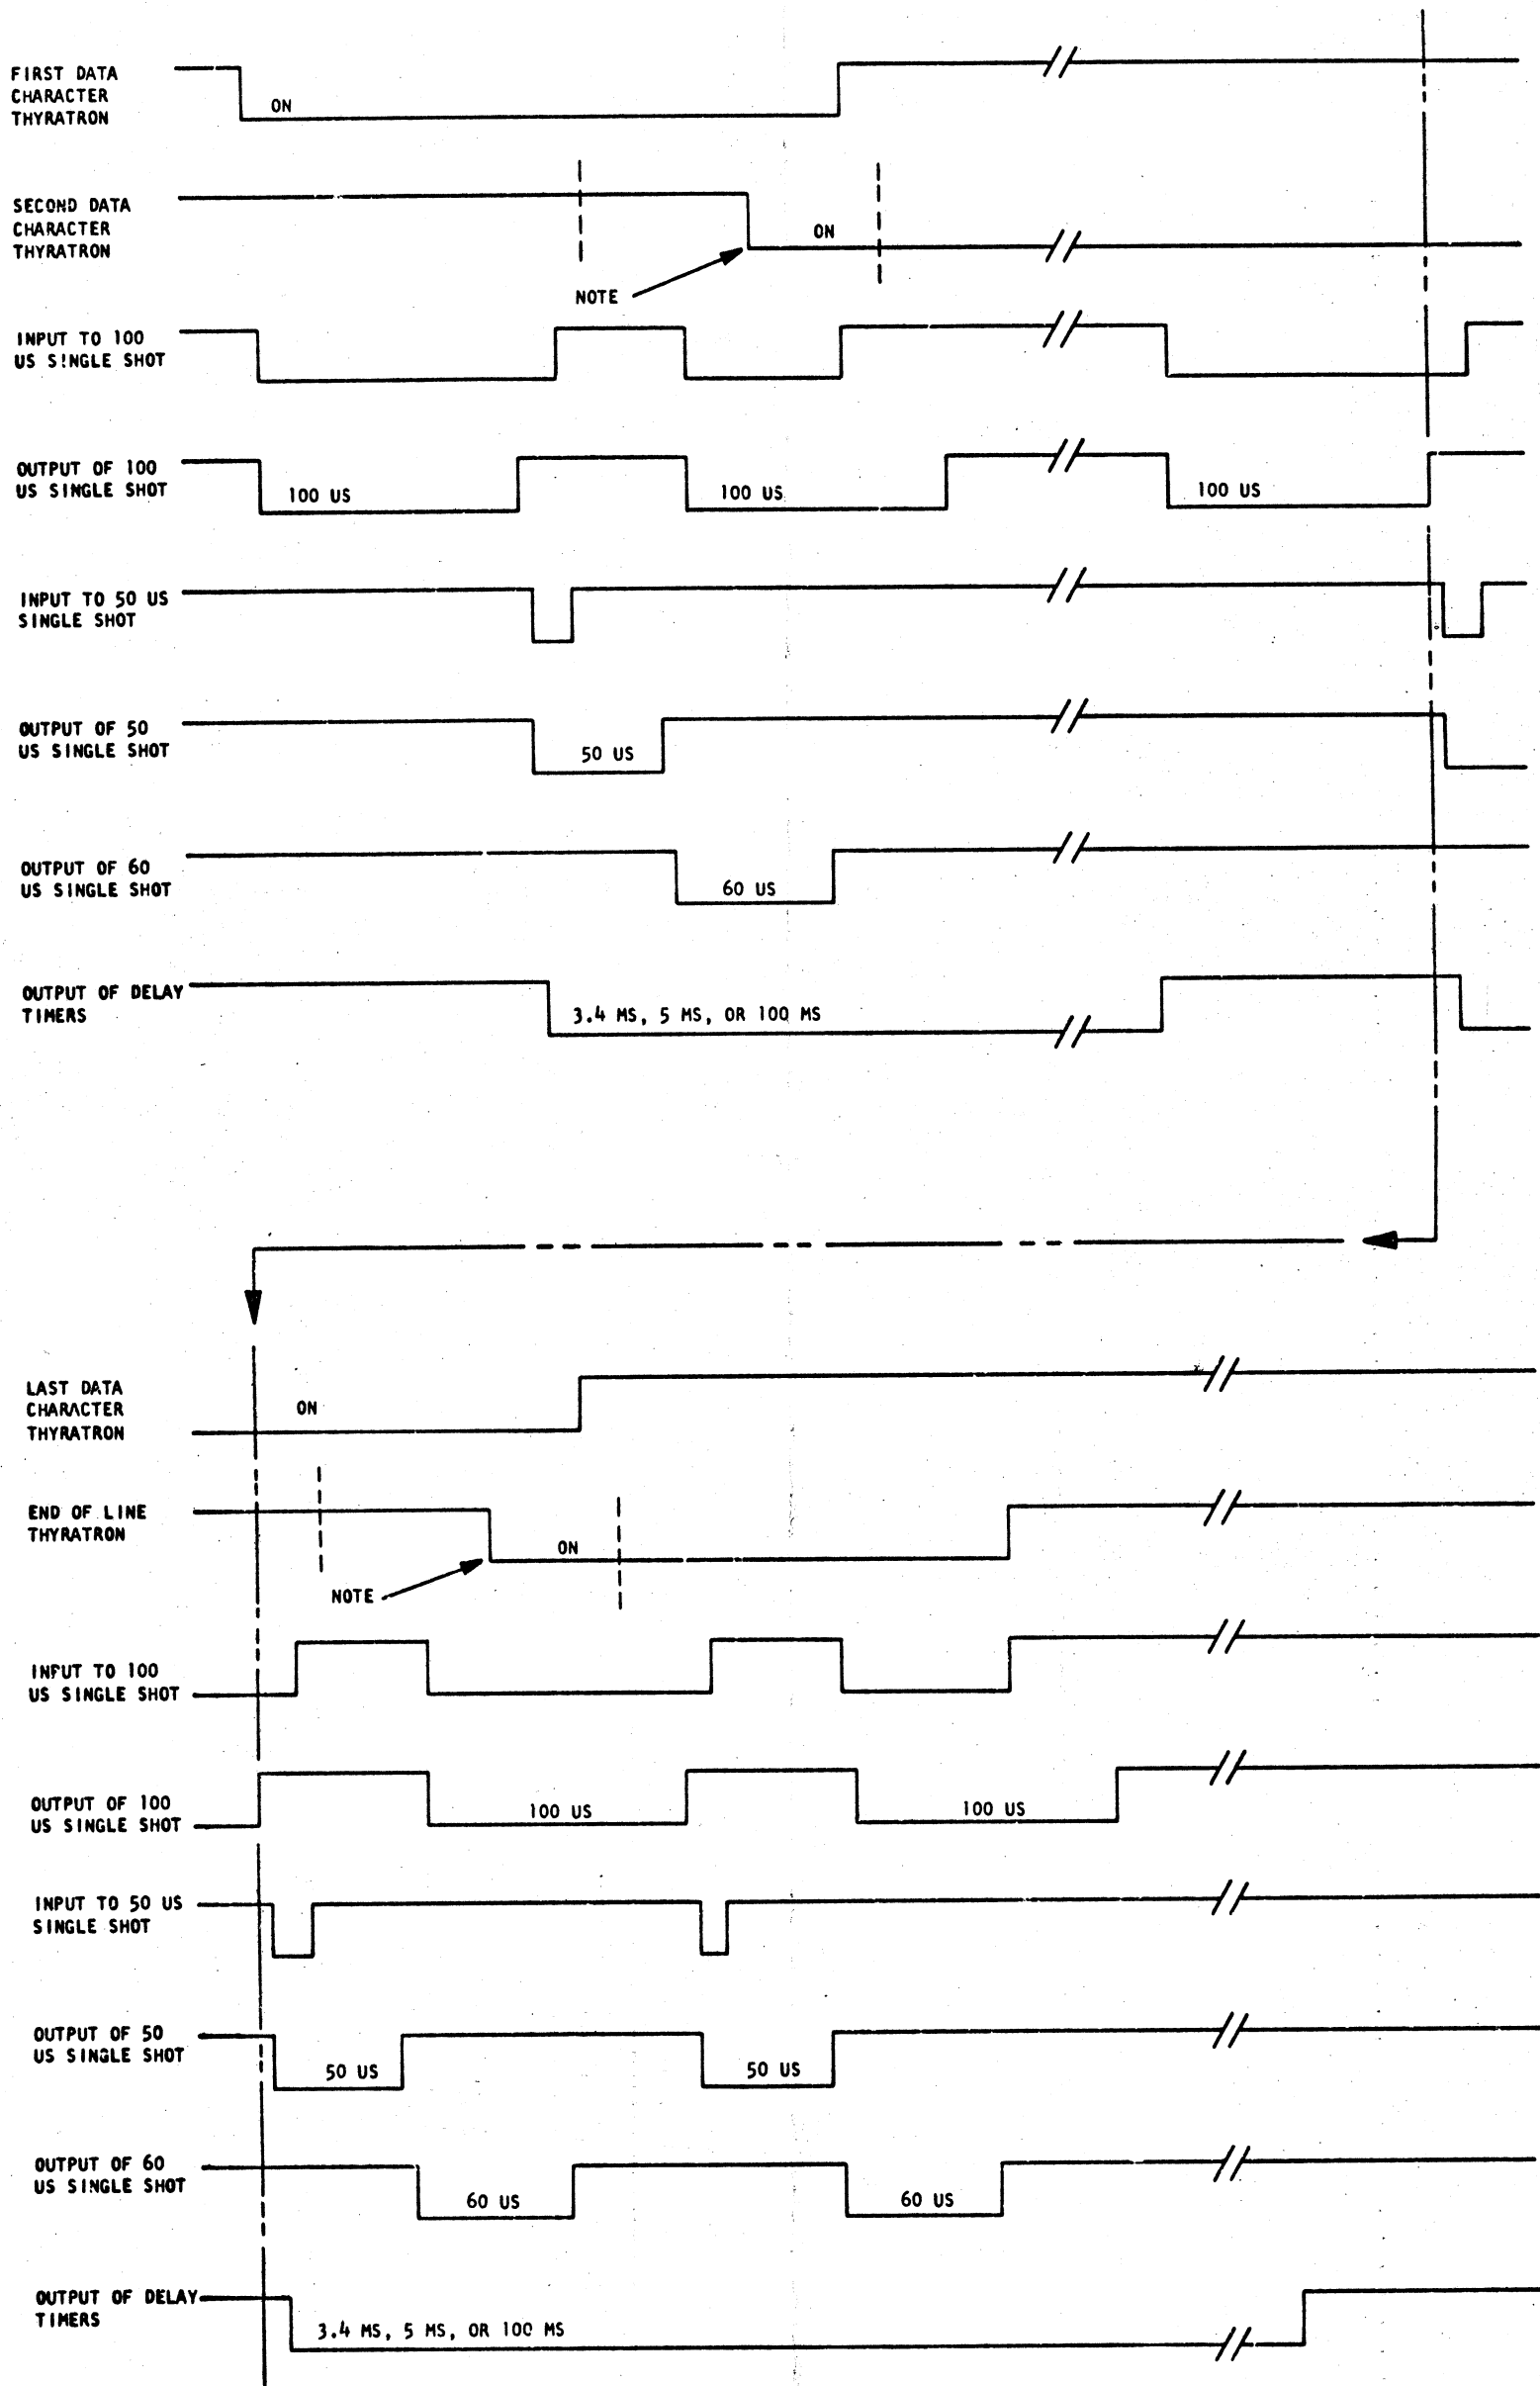 FIRST DATA
CHARACTER
THYRATRON
ON
SECOND DATA
CHARACTER
THYRATRON
ON
NOTE
INPUT TO 100
US SINGLE SHOT
OUTPUT OF 100
US SINGLE SHOT
100 US
100 US
100 US
INPUT TO 50 US
SINGLE SHOT
OUTPUT OF 50
US SINGLE SHOT
50 US
OUTPUT OF 60
US SINGLE SHOT
60 US
OUTPUT OF DELAY
TIMERS
3.4 MS, 5 MS, OR 100 MS
LAST DATA
CHARACTER
THYRATRON
ON
END OF LINE
THYRATRON
ON
NOTE
INPUT TO 100
US SINGLE SHOT
OUTPUT OF 100
US SINGLE SHOT
100 US
100 US
INPUT TO 50 US
SINGLE SHOT
OUTPUT OF 50
US SINGLE SHOT
50 US
50 US
OUTPUT OF 60
US SINGLE SHOT
60 US
60 US
OUTPUT OF DELAY
TIMERS
3.4 MS, 5 MS, OR 100 MS